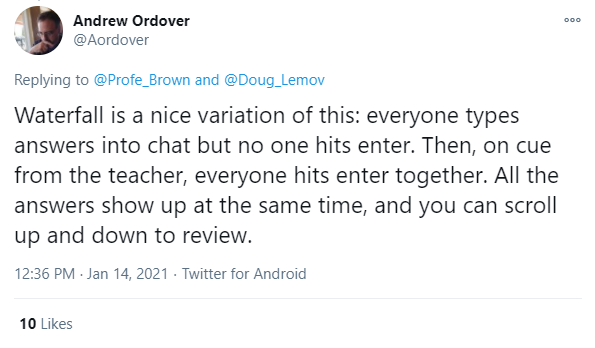 Andrew Ordover
@Aordover
Replying to @Profe_Brown and @Doug_Lemov
Waterfall is a nice variation of this: everyone types
answers into chat but no one hits enter. Then, on cue
from the teacher, everyone hits enter together. All the
answers show up at the same time, and you can scroll
up and down to review.
12:36 PM · Jan 14, 2021 · Twitter for Android
10 Likes